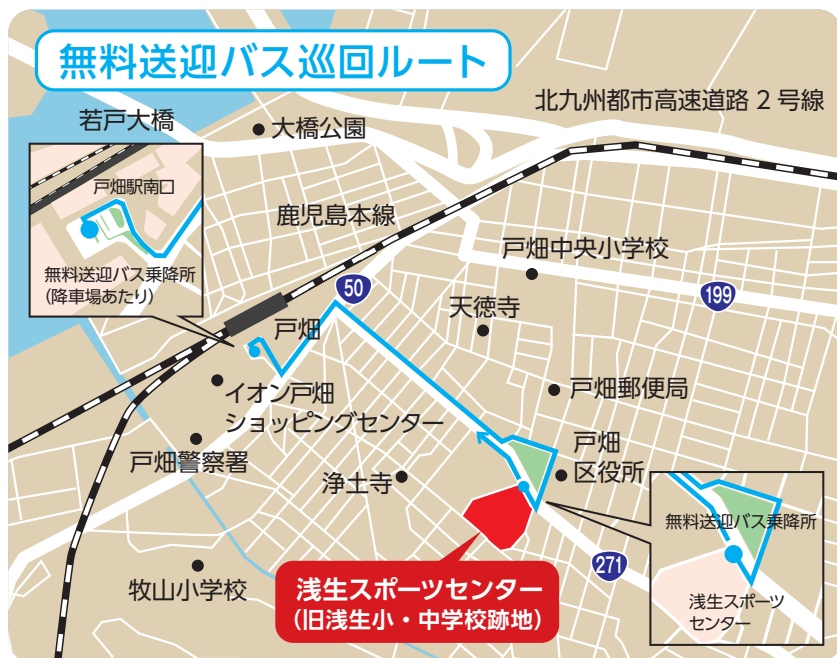 無料送迎バス巡回ルート
北九州都市高速道路 2 号線
若戸大橋
大橋公園
戸畑駅南口
無料送迎バス乗降所
(降車場あたり)
鹿児島本線
戸畑中央小学校
50
199
天徳寺
戸畑
イオン戸畑
ショッピングセンター
戸畑郵便局
戸畑警察署
戸畑
区役所
浄土寺
無料送迎バス乗降所
浅生スポーツ
センター
271
牧山小学校
浅生スポーツセンター
(旧浅生小・中学校跡地)